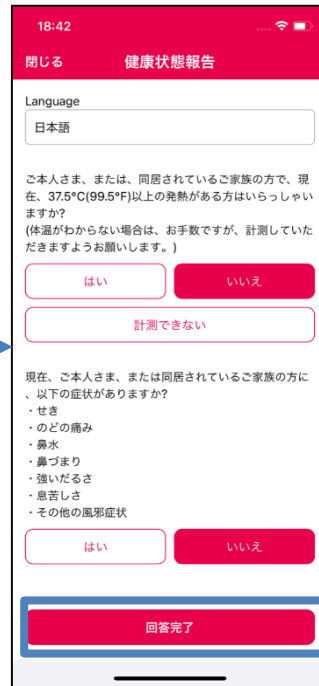 18:42
閉じる 健康状態報告
Language
日本語
ご本人さま、または、同居されているご家族の方で、現
在、37.5°C(99.5°F)以上の発熱がある方はいらっしゃい
ますか?
(体温がわからない場合は、お手数ですが、計測していた
だきますようお願いします。)
はい いいえ
計測できない
現在、ご本人さま、または同居されているご家族の方に
、以下の症状がありますか?
・せき
・のどの痛み
・鼻水
・鼻づまり
・強いだるさ
・息苦しさ
・その他の風邪症状
はい いいえ
回答完了